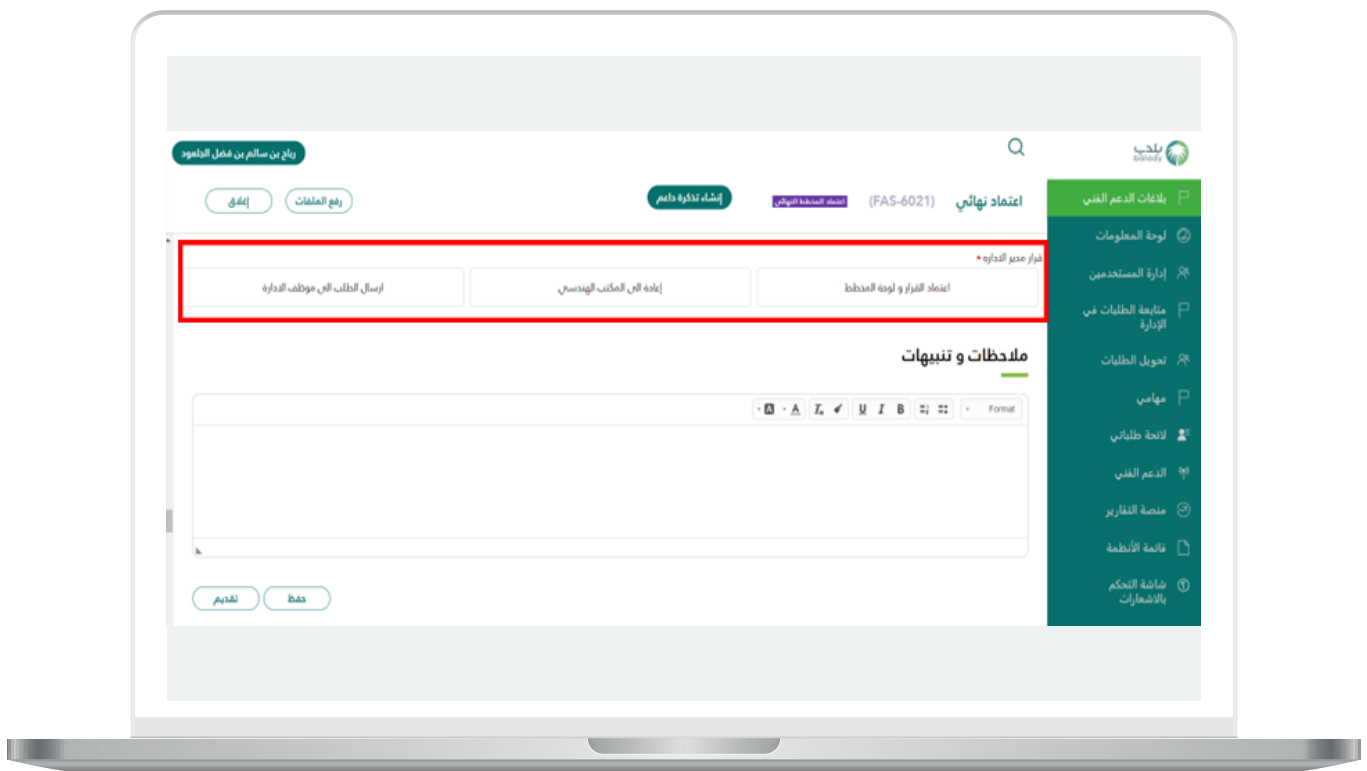 بلدي
balady
رباح بن سالم بن فضل الجلعود
بلاغات الدعم الفني
لوحة المعلومات
إدارة المستخدمين
متابعة الطلبات في
الإدارة
تحويل الطلبات
مهامي
لائحة طلباتي
الدعم الفني
منصة التقارير
قائمة الأنظمة
شاشة التحكم
بالاشعارات
اعتماد نهائي (FAS-6021) اعتماد المخطط النهائي إنشاء تذكرة داعم رفع الملفات إغلاق
قرار مدير الاداره *
اعتماد القرار و لوحة المخطط إعادة الى المكتب الهندسي ارسال الطلب الى موظف الادارة
ملاحظات و تنبيهات
Format B I U Tx A A
حفظ تقديم